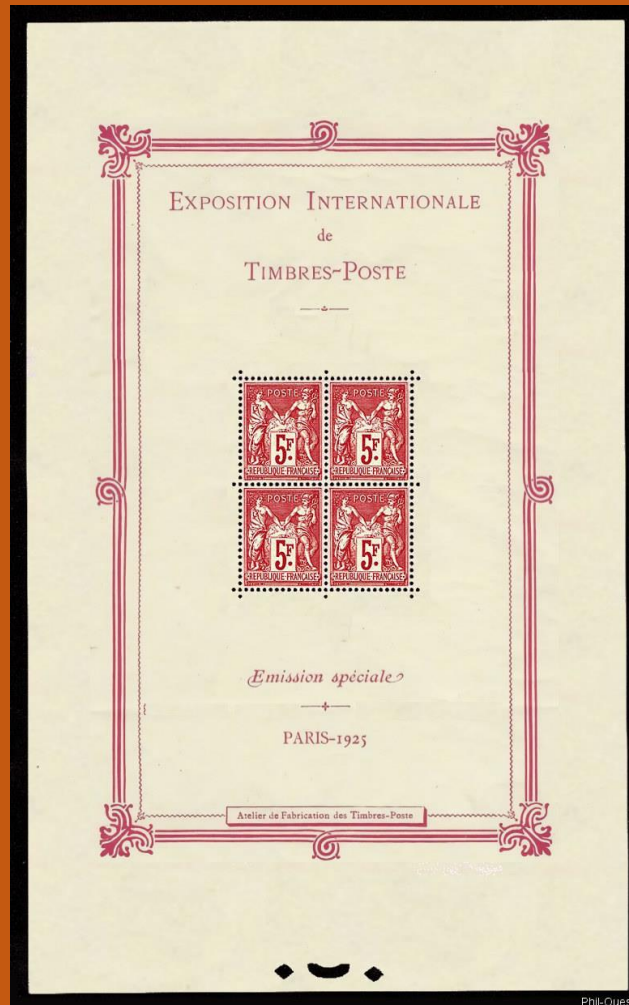 EXPOSITION INTERNATIONALE
de
TIMBRES-POSTE
POSTE POSTE
5F 5F
REPUBLIQUE FRANÇAISE REPUBLIQUE FRANÇAISE
POSTE POSTE
5F 5F
REPUBLIQUE FRANÇAISE REPUBLIQUE FRANÇAISE
Emission spéciale
PARIS-1925
Atelier de Fabrication des Timbres-Poste
Phil-Oues